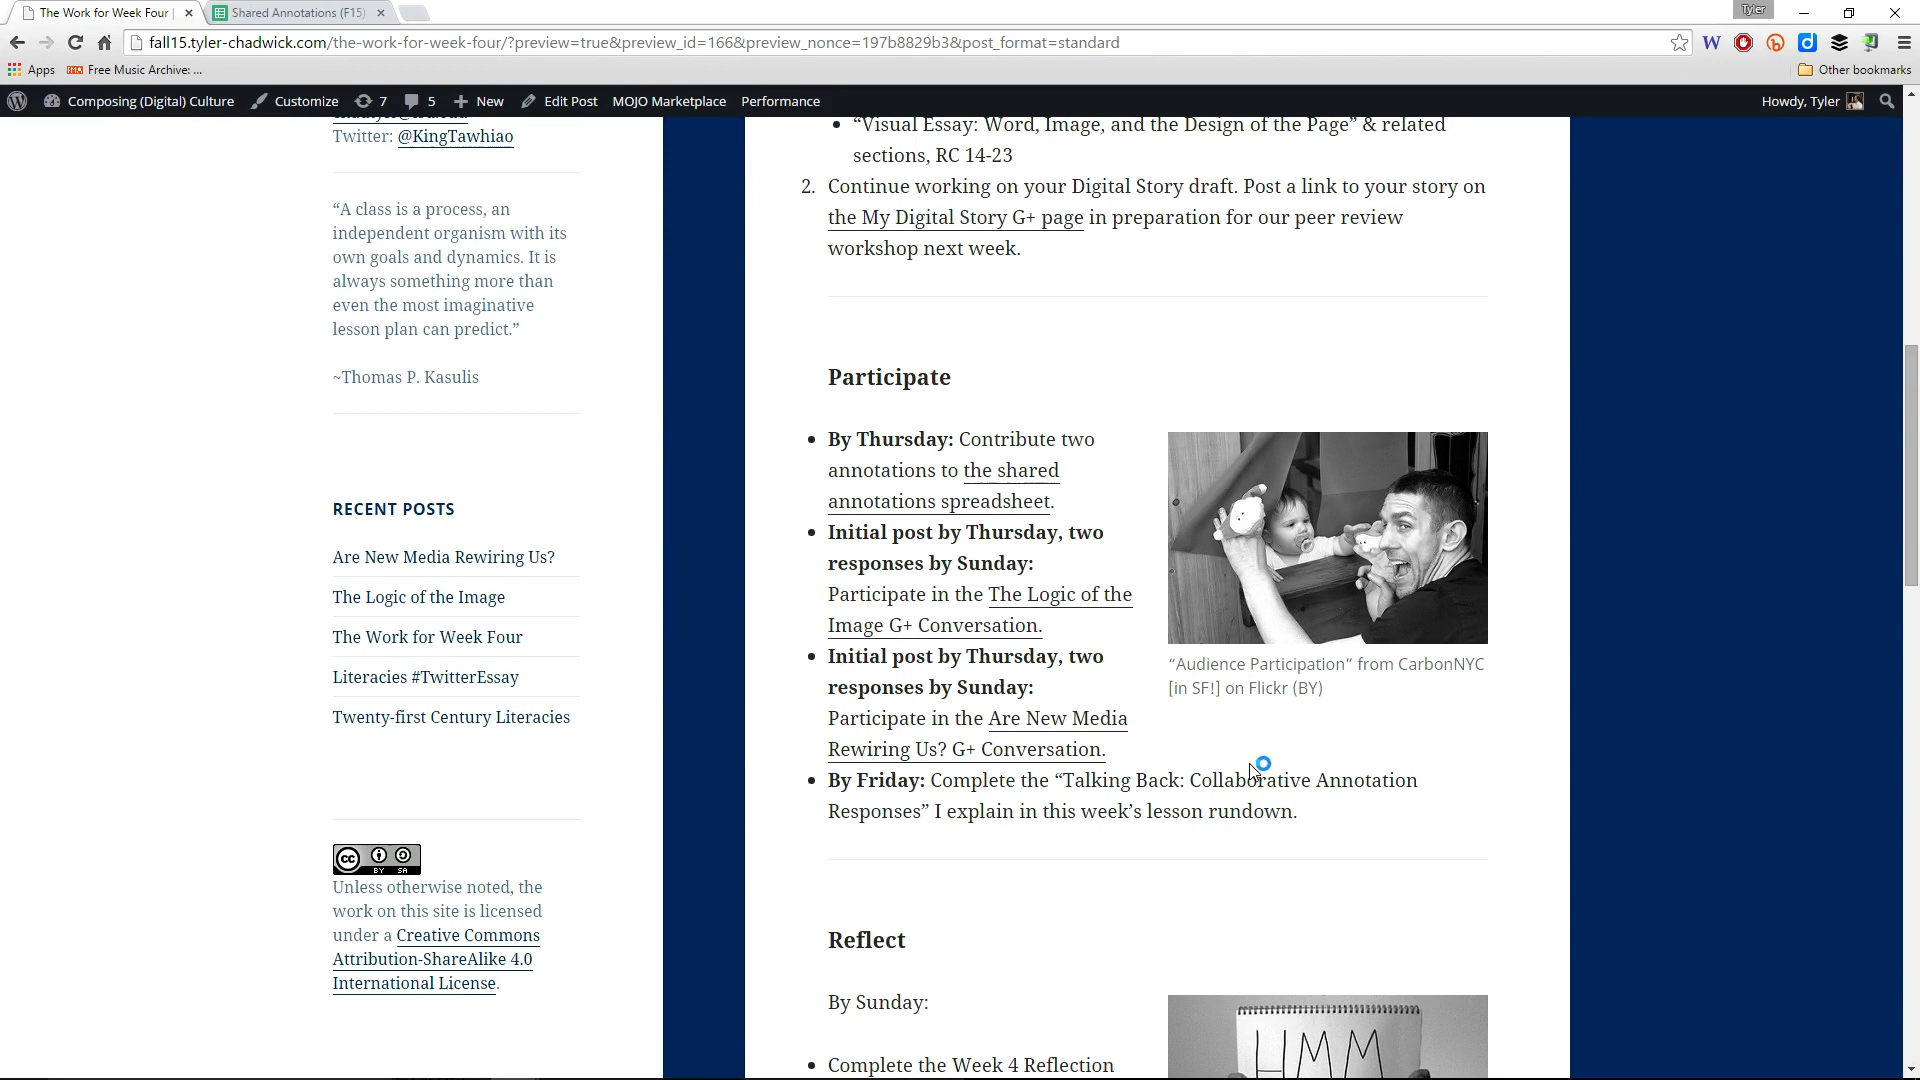 The Work for Week Four
Shared Annotations (F15)
Tyler
fall15.tyler-chadwick.com/the-work-for-week-four/?preview=true&preview_id=166&preview_nonce=197b8829b3&post_format=standard
W
Apps
FMA
Free Music Archive: ...
Other bookmarks
Composing (Digital) Culture
Customize
7
5
New
Edit Post
MOJO Marketplace
Performance
Howdy, Tyler
Twitter: @KingTawhiao
“A class is a process, an
independent organism with its
own goals and dynamics. It is
always something more than
even the most imaginative
lesson plan can predict.”
~Thomas P. Kasulis
RECENT POSTS
Are New Media Rewiring Us?
The Logic of the Image
The Work for Week Four
Literacies #TwitterEssay
Twenty-first Century Literacies
cc
BY SA
Unless otherwise noted, the
work on this site is licensed
under a Creative Commons
Attribution-ShareAlike 4.0
International License.
“Visual Essay: Word, Image, and the Design of the Page” & related
sections, RC 14-23
2. Continue working on your Digital Story draft. Post a link to your story on
the My Digital Story G+ page in preparation for our peer review
workshop next week.
Participate
By Thursday: Contribute two
annotations to the shared
annotations spreadsheet.
Initial post by Thursday, two
responses by Sunday:
Participate in the The Logic of the
Image G+ Conversation.
Initial post by Thursday, two
responses by Sunday:
Participate in the Are New Media
Rewiring Us? G+ Conversation.
By Friday: Complete the “Talking Back: Collaborative Annotation
Responses” I explain in this week’s lesson rundown.
“Audience Participation” from CarbonNYC
[in SF!] on Flickr (BY)
Reflect
By Sunday:
Complete the Week 4 Reflection
HMM